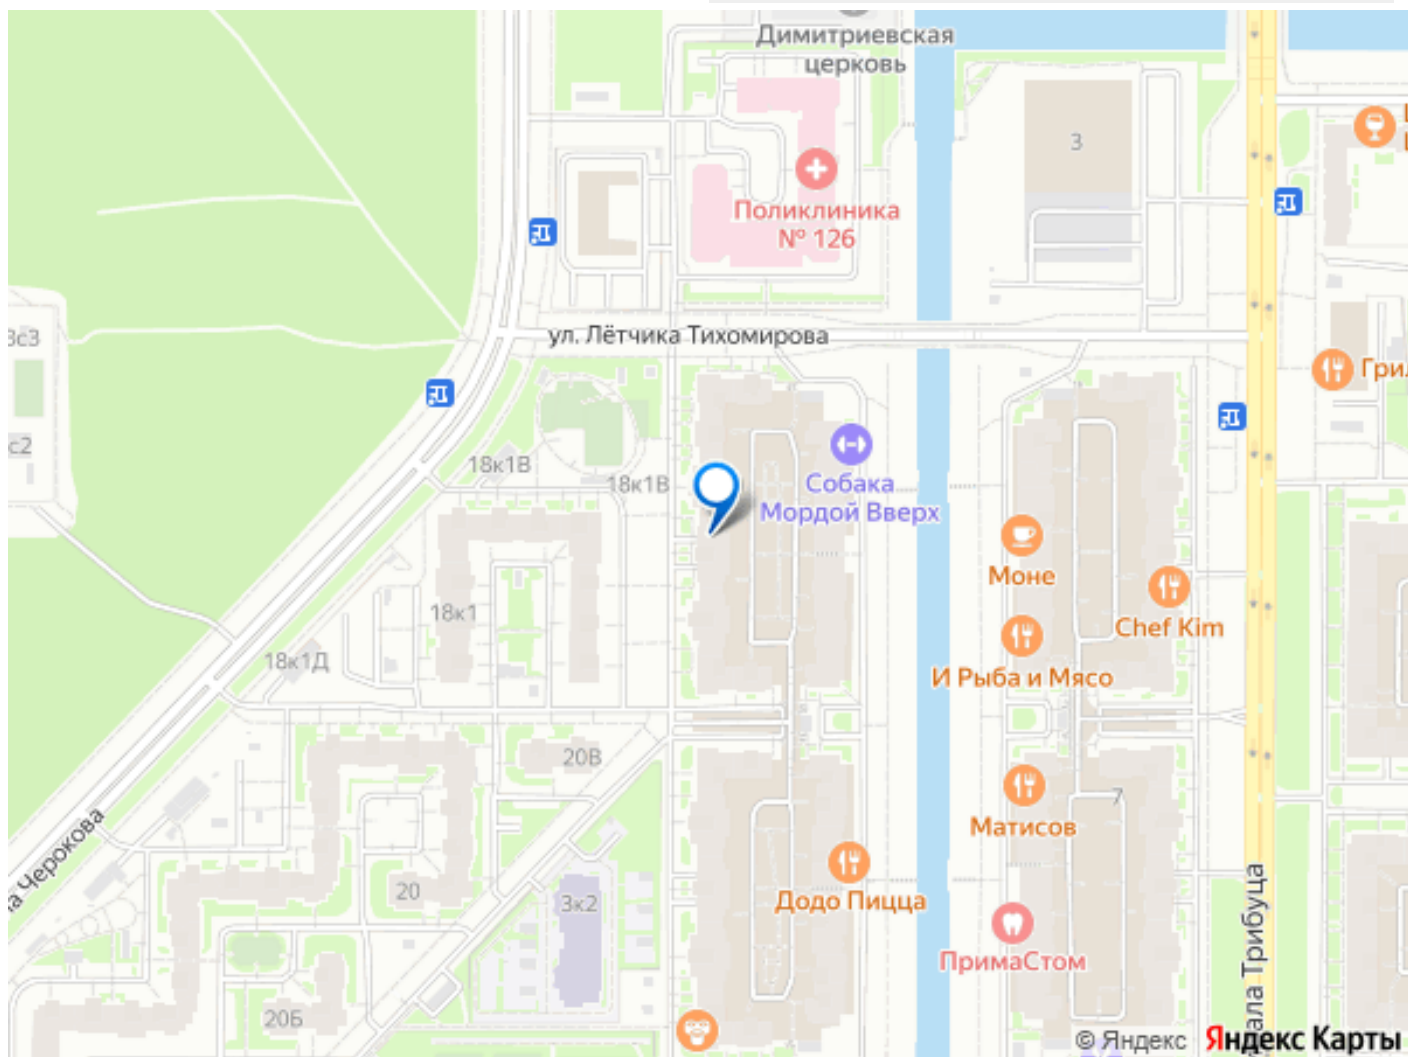 Димитриевская
церковь
3
Поликлиника
№ 126
ул. Лётчика Тихомирова
3с3
Грил
с2
18к1В
18к1В
Собака
Мордой Вверх
Моне
18к1
Chef Kim
18к1Д
И Рыба и Мясо
20В
7
Матисов
а Черокова
20
3к2
Додо Пицца
ПримаСтом
ала Трибуца
20Б
© Яндекс Яндекс Карты